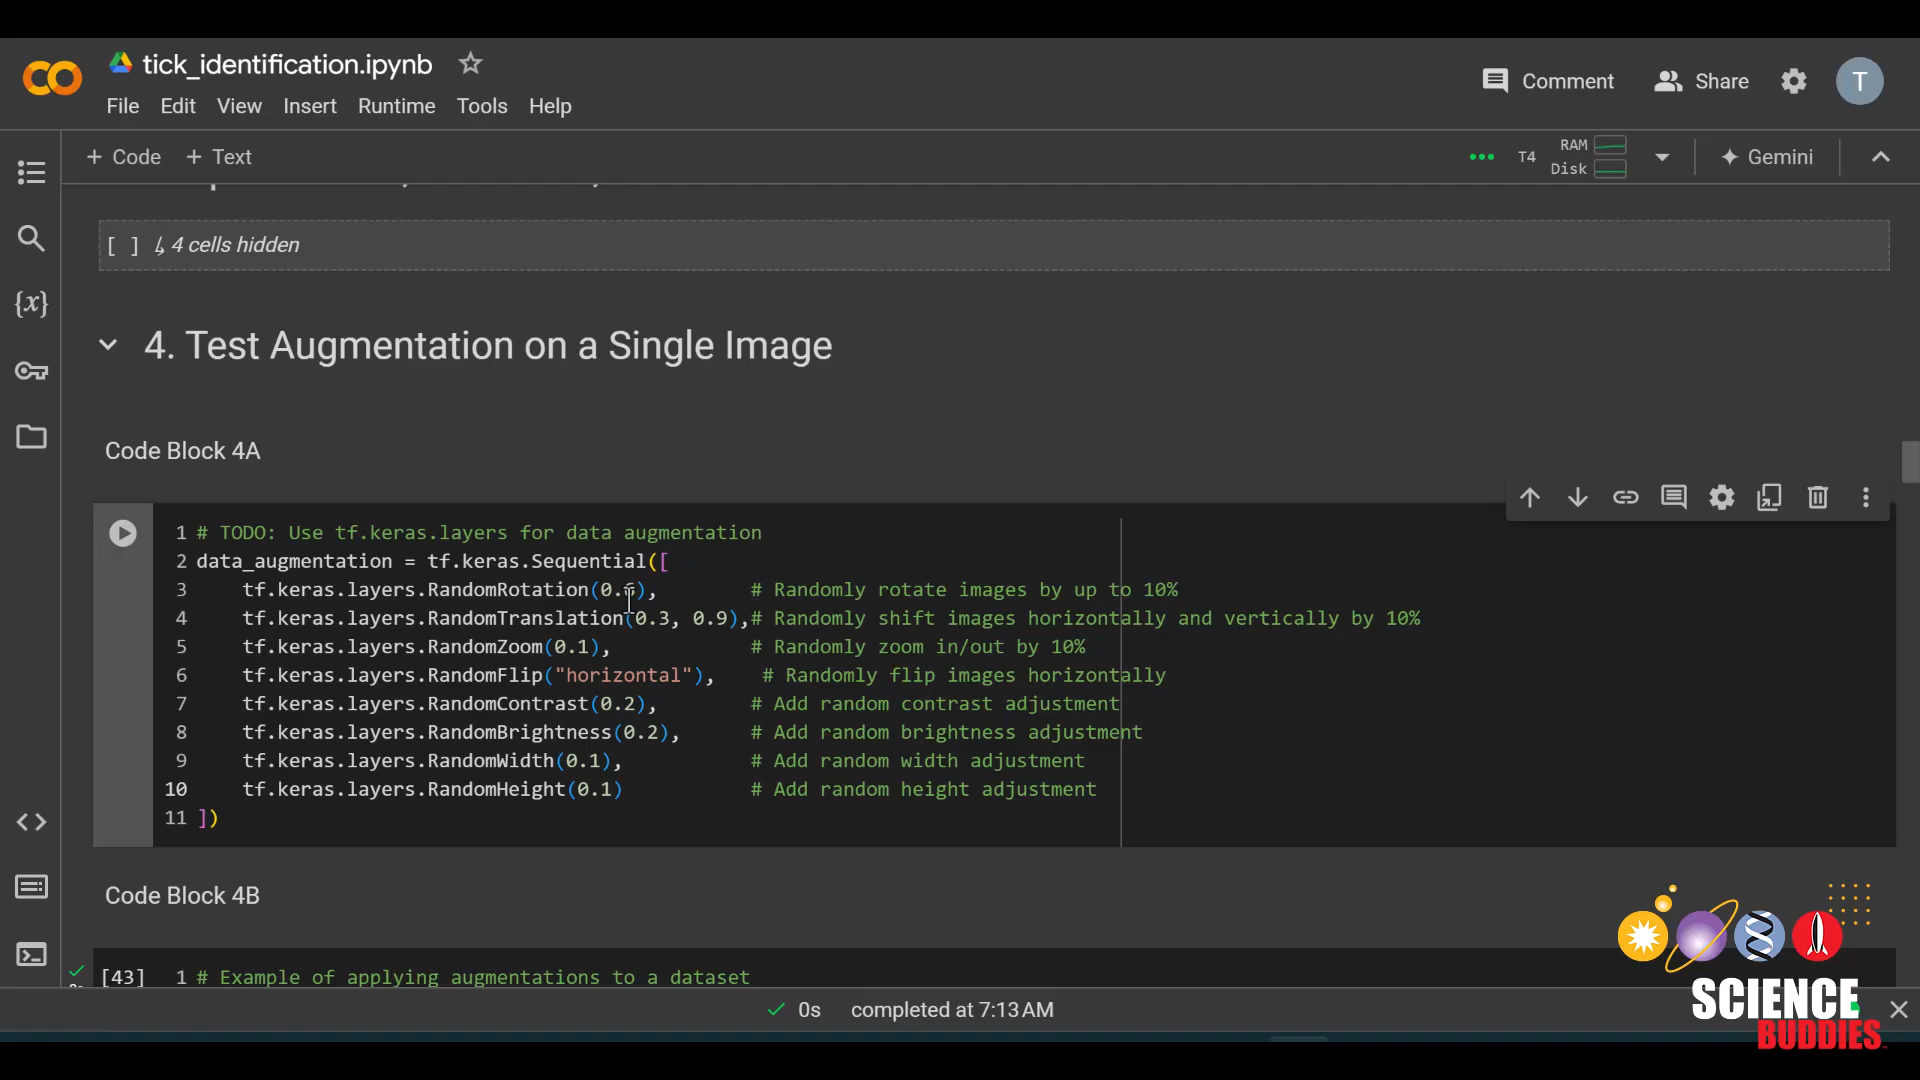 tick_identification.ipynb
Comment
Share
T
File Edit View Insert Runtime Tools Help
+ Code + Text
T4
RAM
Disk
Gemini
[ ] ↳ 4 cells hidden
4. Test Augmentation on a Single Image
Code Block 4A
1 # TODO: Use tf.keras.layers for data augmentation
2 data_augmentation = tf.keras.Sequential([
3 tf.keras.layers.RandomRotation(0. ), # Randomly rotate images by up to 10%
4 tf.keras.layers.RandomTranslation(0.3, 0.9),# Randomly shift images horizontally and vertically by 10%
5 tf.keras.layers.RandomZoom(0.1), # Randomly zoom in/out by 10%
6 tf.keras.layers.RandomFlip("horizontal"), # Randomly flip images horizontally
7 tf.keras.layers.RandomContrast(0.2), # Add random contrast adjustment
8 tf.keras.layers.RandomBrightness(0.2), # Add random brightness adjustment
9 tf.keras.layers.RandomWidth(0.1), # Add random width adjustment
10 tf.keras.layers.RandomHeight(0.1) # Add random height adjustment
11 ])
Code Block 4B
[43] 1 # Example of applying augmentations to a dataset
0s completed at 7:13 AM
SCIENCE
BUDDIES